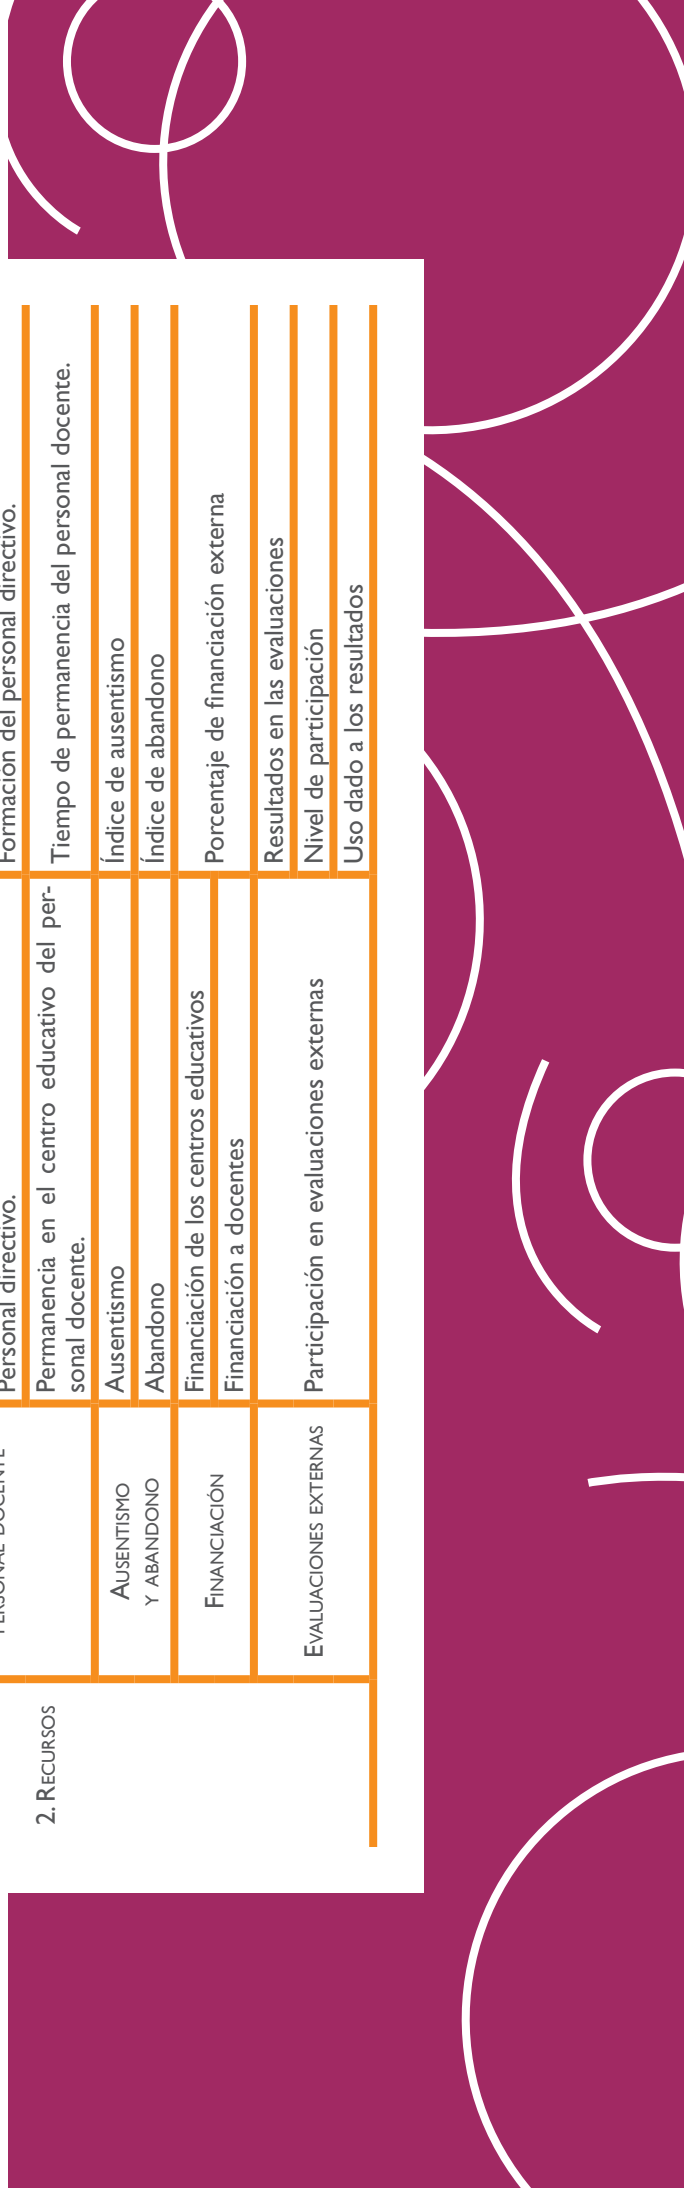 PERSONAL DOCENTE
Personal directivo.
Formación del personal directivo.
2. RECURSOS
Permanencia en el centro educativo del per-
sonal docente.
Tiempo de permanencia del personal docente.
AUSENTISMO
Y ABANDONO
Ausentismo
Índice de ausentismo
Abandono
Índice de abandono
FINANCIACIÓN
Financiación de los centros educativos
Financiación a docentes
Porcentaje de financiación externa
EVALUACIONES EXTERNAS
Participación en evaluaciones externas
Resultados en las evaluaciones
Nivel de participación
Uso dado a los resultados